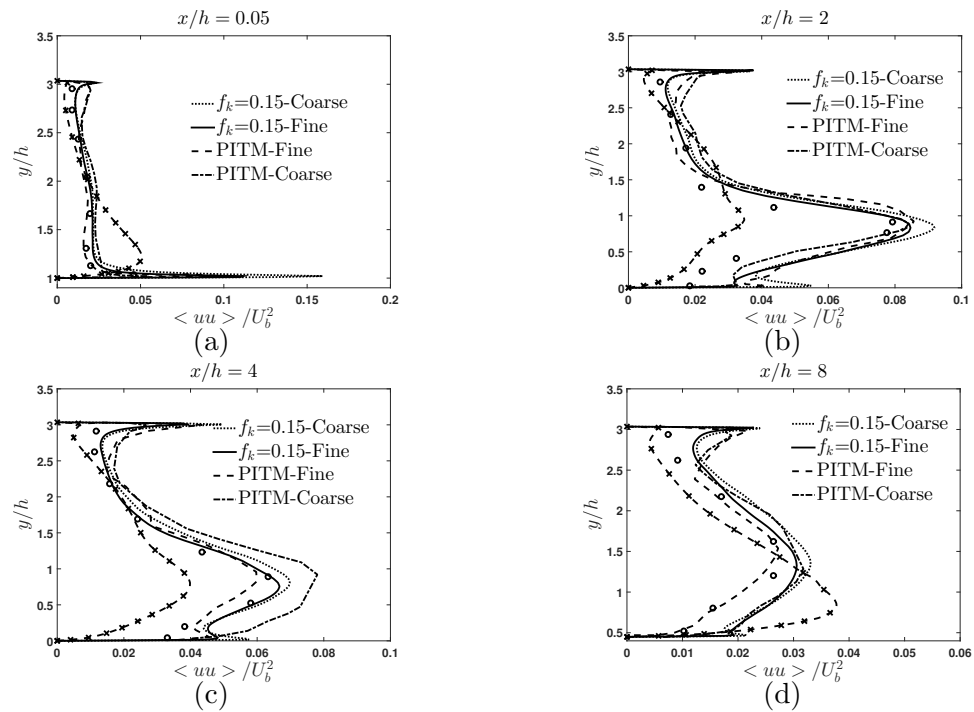 x/h = 0.05
3.5
3
2.5
2
1.5
1
y/h
f_k=0.15-Coarse
f_k=0.15-Fine
PITM-Fine
PITM-Coarse
0 0.05 0.1 0.15 0.2
< uu > /U_b^2
(a)
x/h = 2
3.5
3
2.5
2
1.5
1
0.5
0
y/h
f_k=0.15-Coarse
f_k=0.15-Fine
PITM-Fine
PITM-Coarse
0 0.02 0.04 0.06 0.08 0.1
< uu > /U_b^2
(b)
x/h = 4
3.5
3
2.5
2
1.5
1
0.5
0
y/h
f_k=0.15-Coarse
f_k=0.15-Fine
PITM-Fine
PITM-Coarse
0 0.02 0.04 0.06 0.08 0.1
< uu > /U_b^2
(c)
x/h = 8
3.5
3
2.5
2
1.5
1
0.5
y/h
f_k=0.15-Coarse
f_k=0.15-Fine
PITM-Fine
PITM-Coarse
0 0.01 0.02 0.03 0.04 0.05 0.06
< uu > /U_b^2
(d)